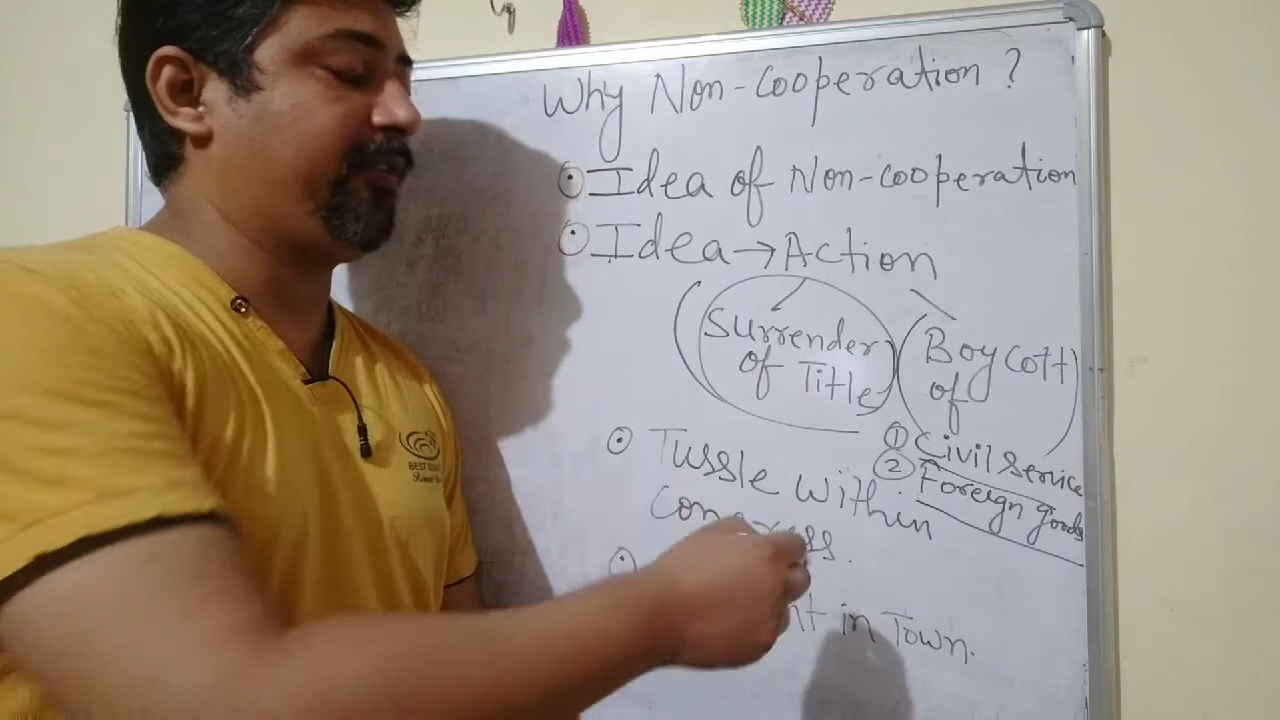 Why Non-cooperation ?
Idea of Non-cooperation
Idea → Action
Surrender
of Title
Boycott
of
① Civil Service
② Foreign goods
Tussle within
Congress.
in Town.
BEST